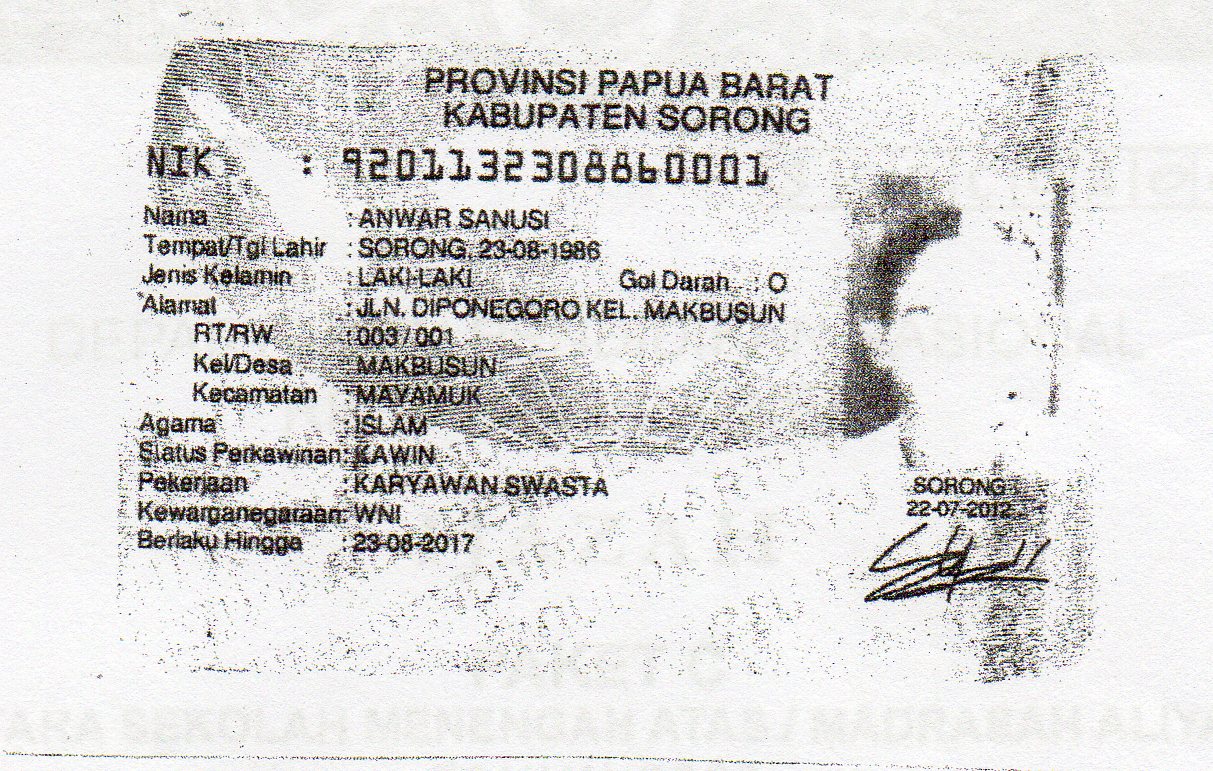 PROVINSI PAPUA BARAT
KABUPATEN SORONG
NIK : 9201132308860001
Nama : ANWAR SANUSI
Tempat/Tgl Lahir : SORONG, 23-08-1986
Jenis Kelamin : LAKI-LAKI Gol Darah : O
Alamat : JLN. DIPONEGORO KEL. MAKBUSUN
RT/RW : 003 / 001
Kel/Desa : MAKBUSUN
Kecamatan : MAYAMUK
Agama : ISLAM
Status Perkawinan: KAWIN
Pekerjaan : KARYAWAN SWASTA
Kewarganegaraan: WNI
Berlaku Hingga : 23-08-2017
SORONG
22-07-2012